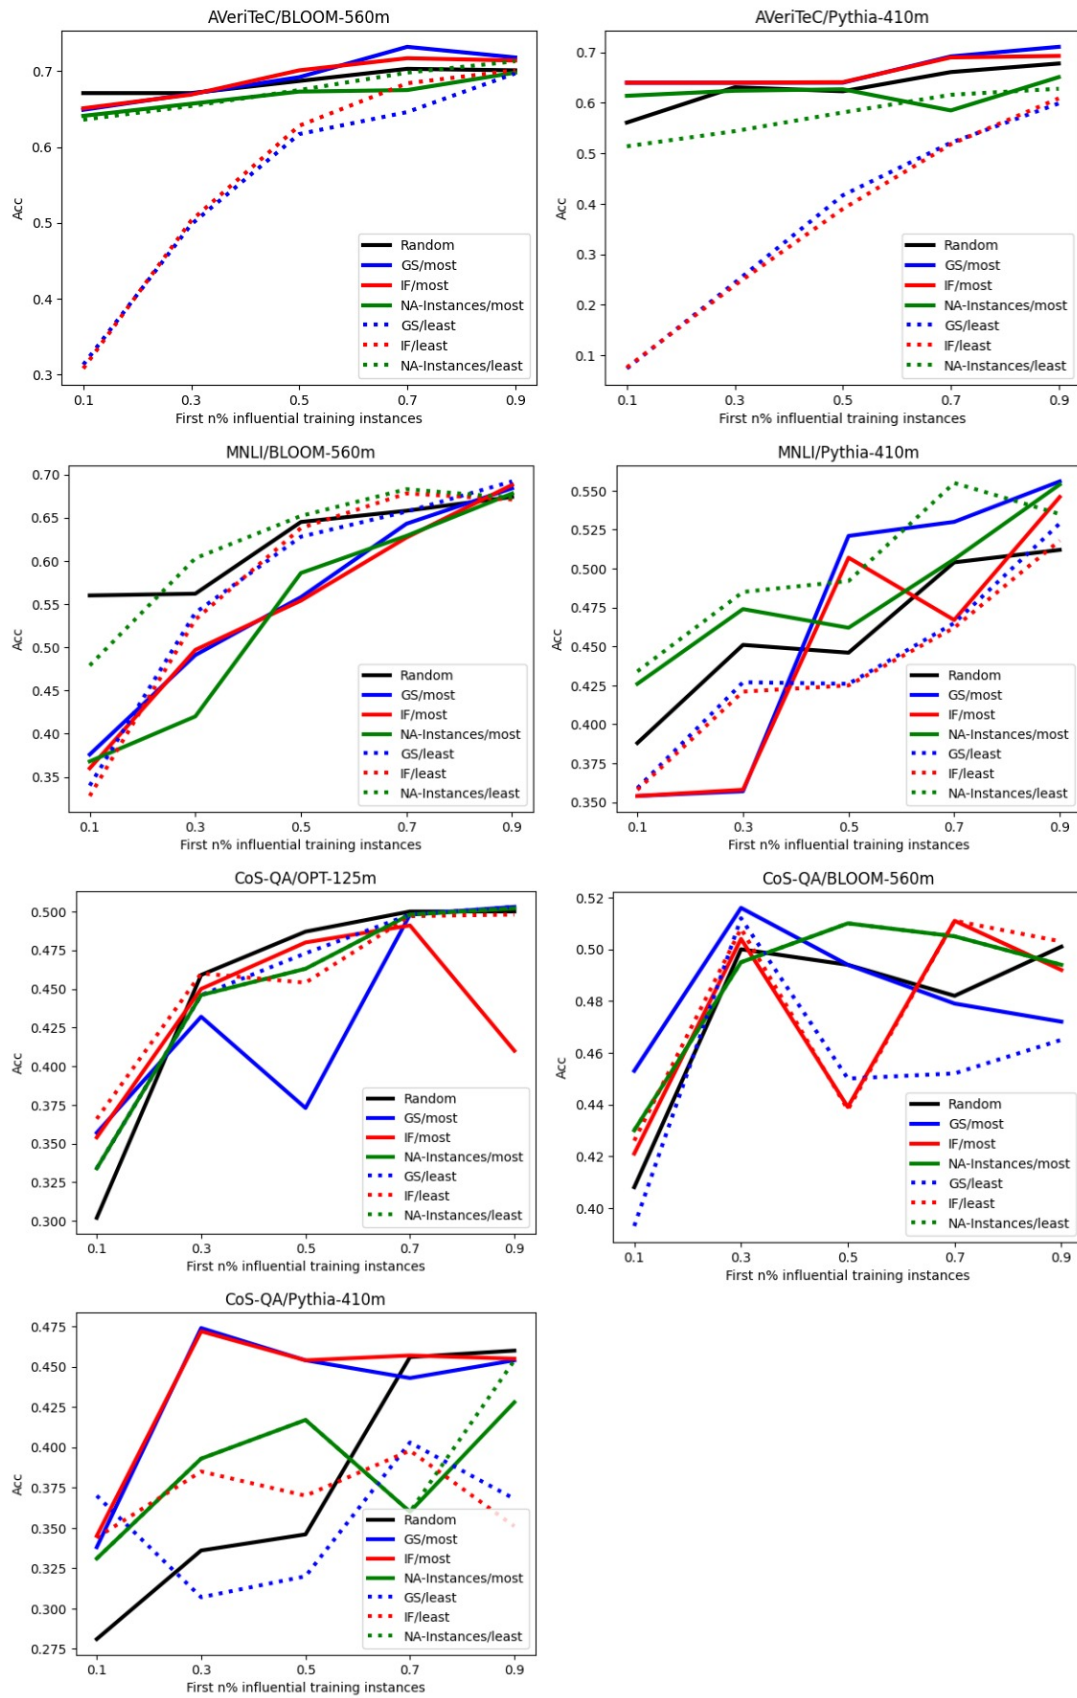 AVeriTeC/BLOOM-560m
Acc
0.7
0.6
0.5
0.4
0.3
Random
GS/most
IF/most
NA-Instances/most
GS/least
IF/least
NA-Instances/least
0.1 0.3 0.5 0.7 0.9
First n% influential training instances
AVeriTeC/Pythia-410m
Acc
0.7
0.6
0.5
0.4
0.3
0.2
0.1
Random
GS/most
IF/most
NA-Instances/most
GS/least
IF/least
NA-Instances/least
0.1 0.3 0.5 0.7 0.9
First n% influential training instances
MNLI/BLOOM-560m
Acc
0.70
0.65
0.60
0.55
0.50
0.45
0.40
0.35
Random
GS/most
IF/most
NA-Instances/most
GS/least
IF/least
NA-Instances/least
0.1 0.3 0.5 0.7 0.9
First n% influential training instances
MNLI/Pythia-410m
Acc
0.550
0.525
0.500
0.475
0.450
0.425
0.400
0.375
0.350
Random
GS/most
IF/most
NA-Instances/most
GS/least
IF/least
NA-Instances/least
0.1 0.3 0.5 0.7 0.9
First n% influential training instances
CoS-QA/OPT-125m
Acc
0.500
0.475
0.450
0.425
0.400
0.375
0.350
0.325
0.300
Random
GS/most
IF/most
NA-Instances/most
GS/least
IF/least
NA-Instances/least
0.1 0.3 0.5 0.7 0.9
First n% influential training instances
CoS-QA/BLOOM-560m
Acc
0.52
0.50
0.48
0.46
0.44
0.42
0.40
Random
GS/most
IF/most
NA-Instances/most
GS/least
IF/least
NA-Instances/least
0.1 0.3 0.5 0.7 0.9
First n% influential training instances
CoS-QA/Pythia-410m
Acc
0.475
0.450
0.425
0.400
0.375
0.350
0.325
0.300
0.275
Random
GS/most
IF/most
NA-Instances/most
GS/least
IF/least
NA-Instances/least
0.1 0.3 0.5 0.7 0.9
First n% influential training instances